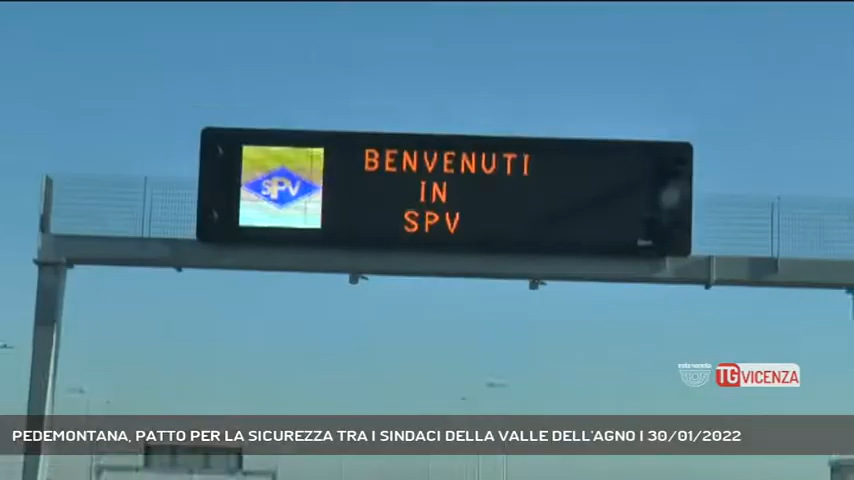 BENVENUTI
IN
SPV
SPV
TG VICENZA
PEDEMONTANA, PATTO PER LA SICUREZZA TRA I SINDACI DELLA VALLE DELL'AGNO | 30/01/2022